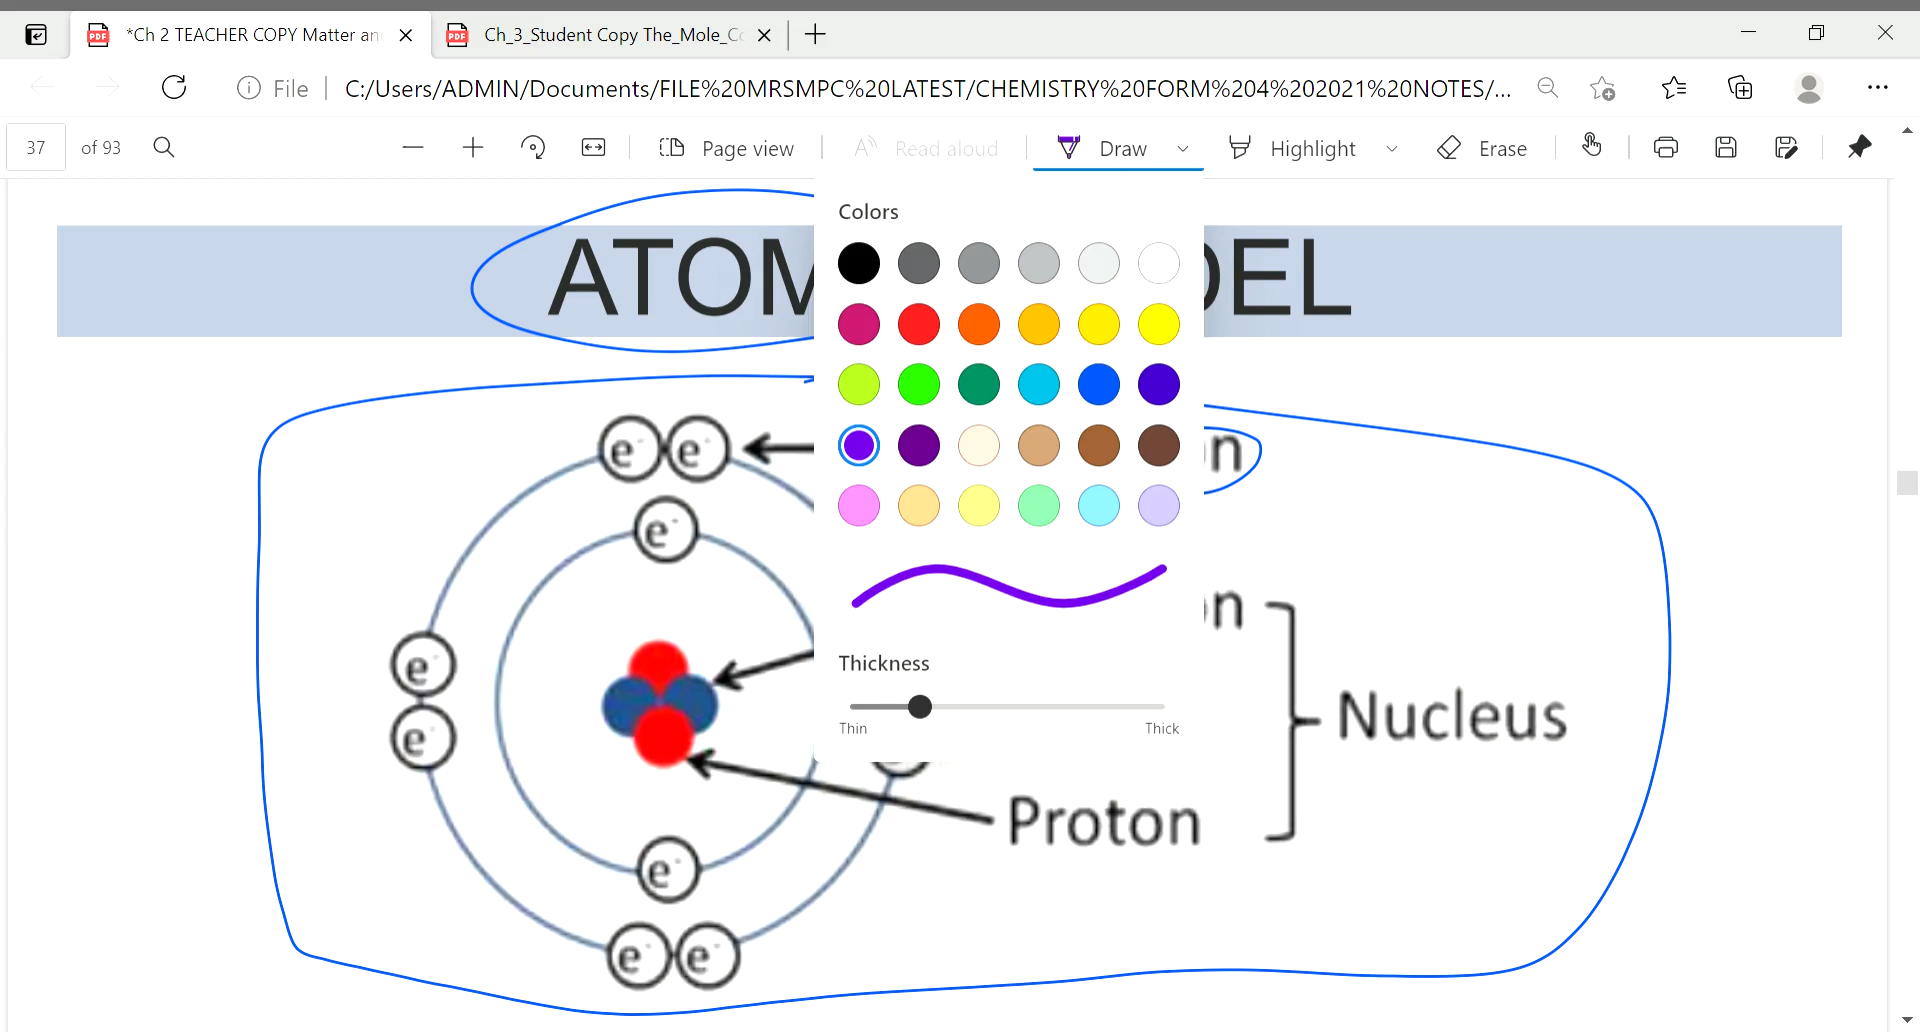 *Ch 2 TEACHER COPY Matter an
Ch_3_Student Copy The_Mole_C
File
C:/Users/ADMIN/Documents/FILE%20MRSMPC%20LATEST/CHEMISTRY%20FORM%204%202021%20NOTES/...
37 of 93
Page view
Read aloud
Draw
Highlight
Erase
Colors
ATOM
DEL
e⁻ e⁻
n
e⁻
n
Thickness
Thin Thick
e⁻
e⁻
Nucleus
Proton
e⁻
e⁻ e⁻